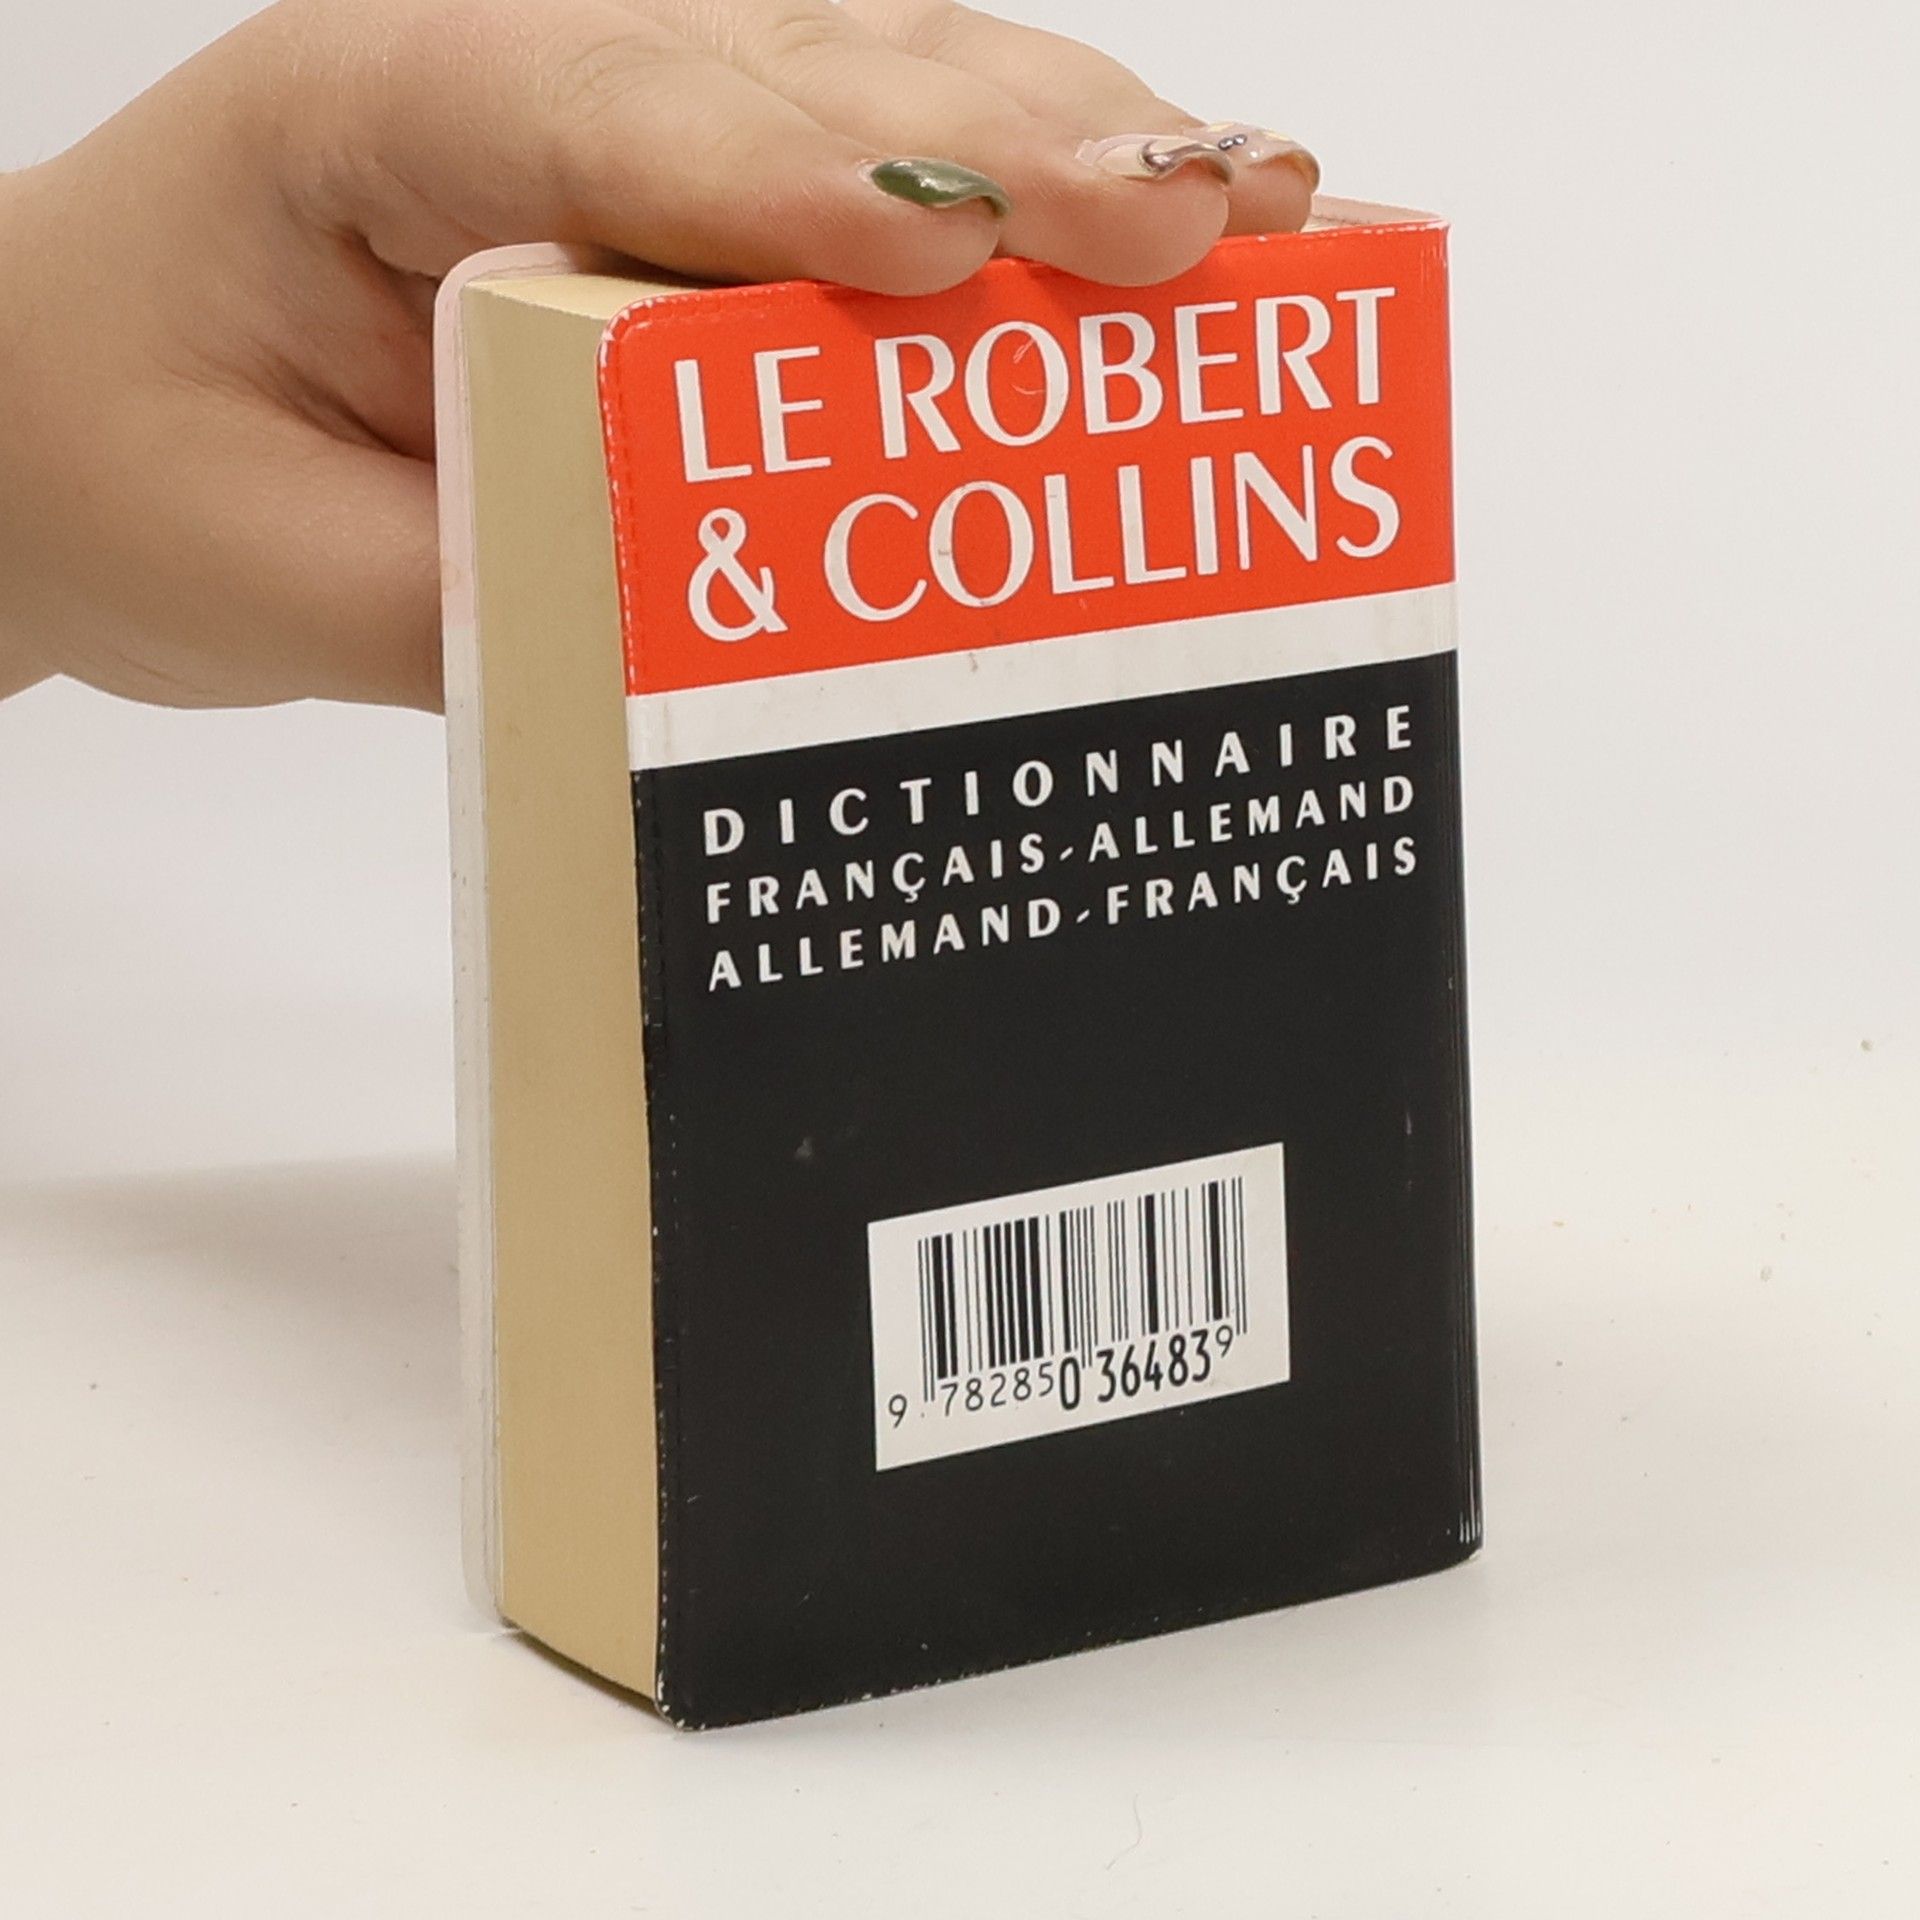 LE ROBERT
& COLLINS
DICTIONNAIRE
FRANÇAIS-ALLEMAND
ALLEMAND-FRANÇAIS
9 782850 364839